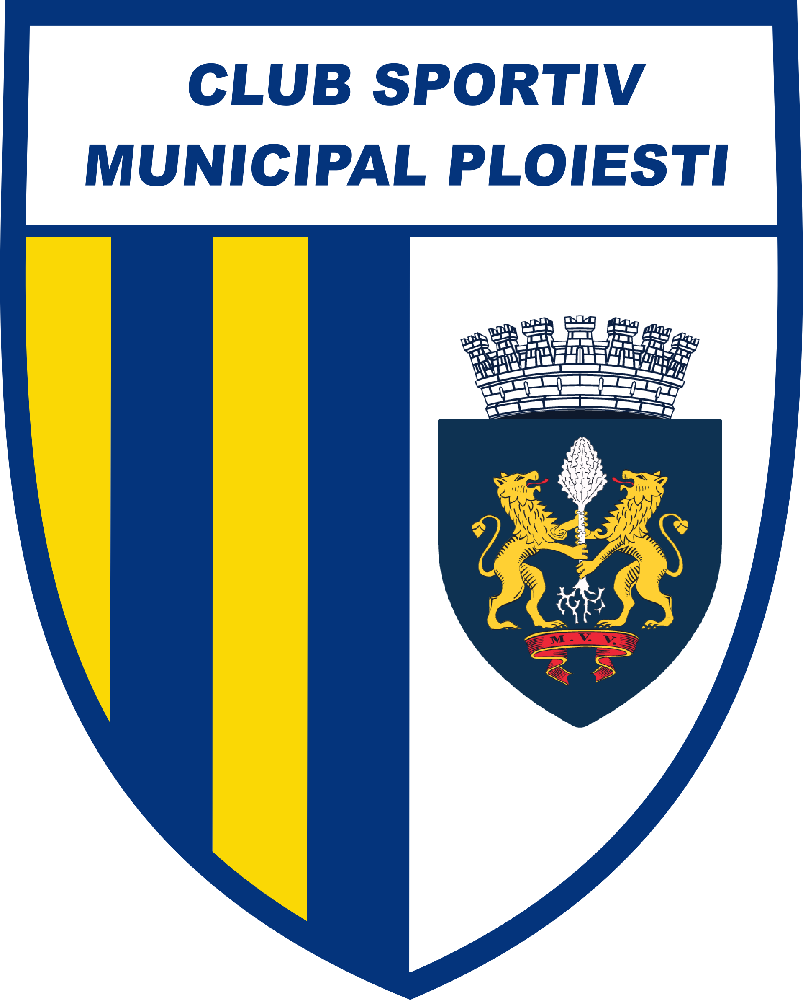 CLUB SPORTIV
MUNICIPAL PLOIESTI
M . V. V.